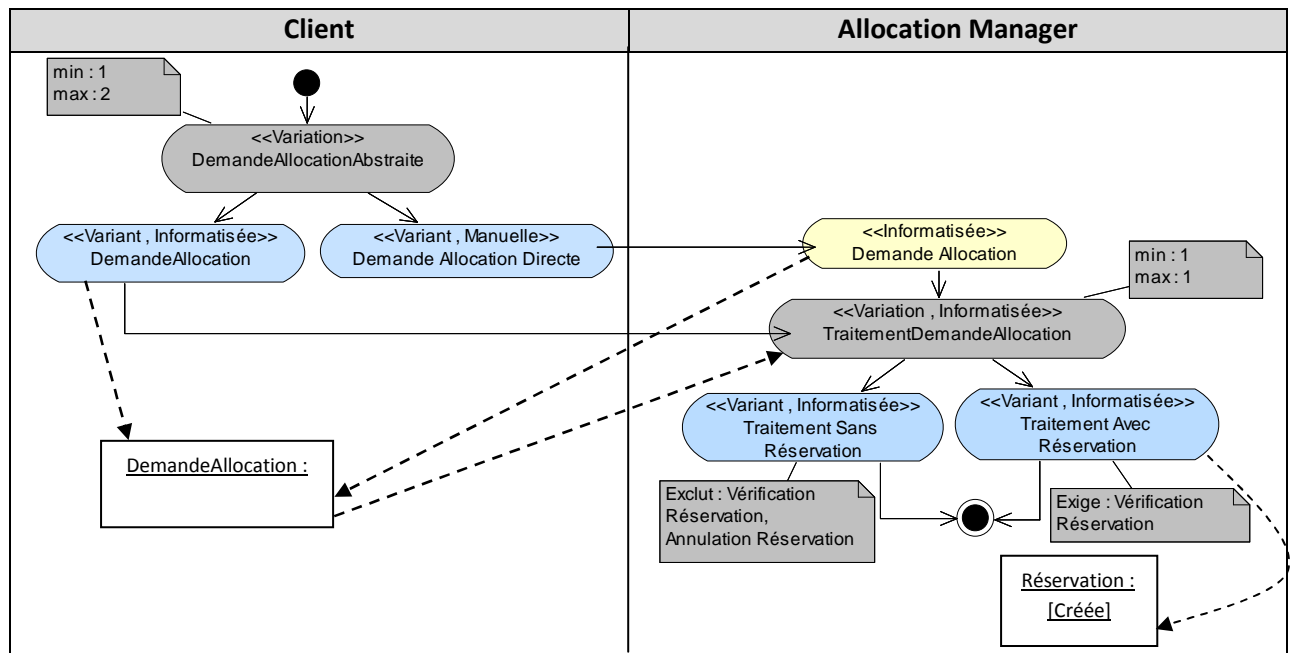 Client
Allocation Manager
min : 1
max : 2
<<Variation>>
DemandeAllocationAbstraite
<<Variant , Informatisée>>
DemandeAllocation
<<Variant , Manuelle>>
Demande Allocation Directe
<<Informatisée>>
Demande Allocation
min : 1
max : 1
<<Variation , Informatisée>>
TraitementDemandeAllocation
<<Variant , Informatisée>>
Traitement Sans
Réservation
<<Variant , Informatisée>>
Traitement Avec
Réservation
DemandeAllocation :
Exclut : Vérification
Réservation,
Annulation Réservation
Exige : Vérification
Réservation
Réservation :
[Créée]